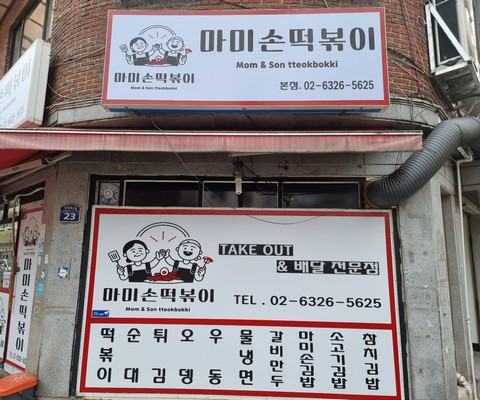 마미손떡볶이
Mom & Son tteokbokki
마미손떡볶이
Mom & Son tteokbokki
본점. 02-6326-5625
떡볶이
23
마미손떡볶이
TAKE OUT
& 배달 전문점
마미손떡볶이
Mom & Son tteokbokki
TEL . 02-6326-5625
떡볶이
순대
튀김
오뎅
우동
물냉면
갈비만두
마미손김밥
소고기김밥
참치김밥